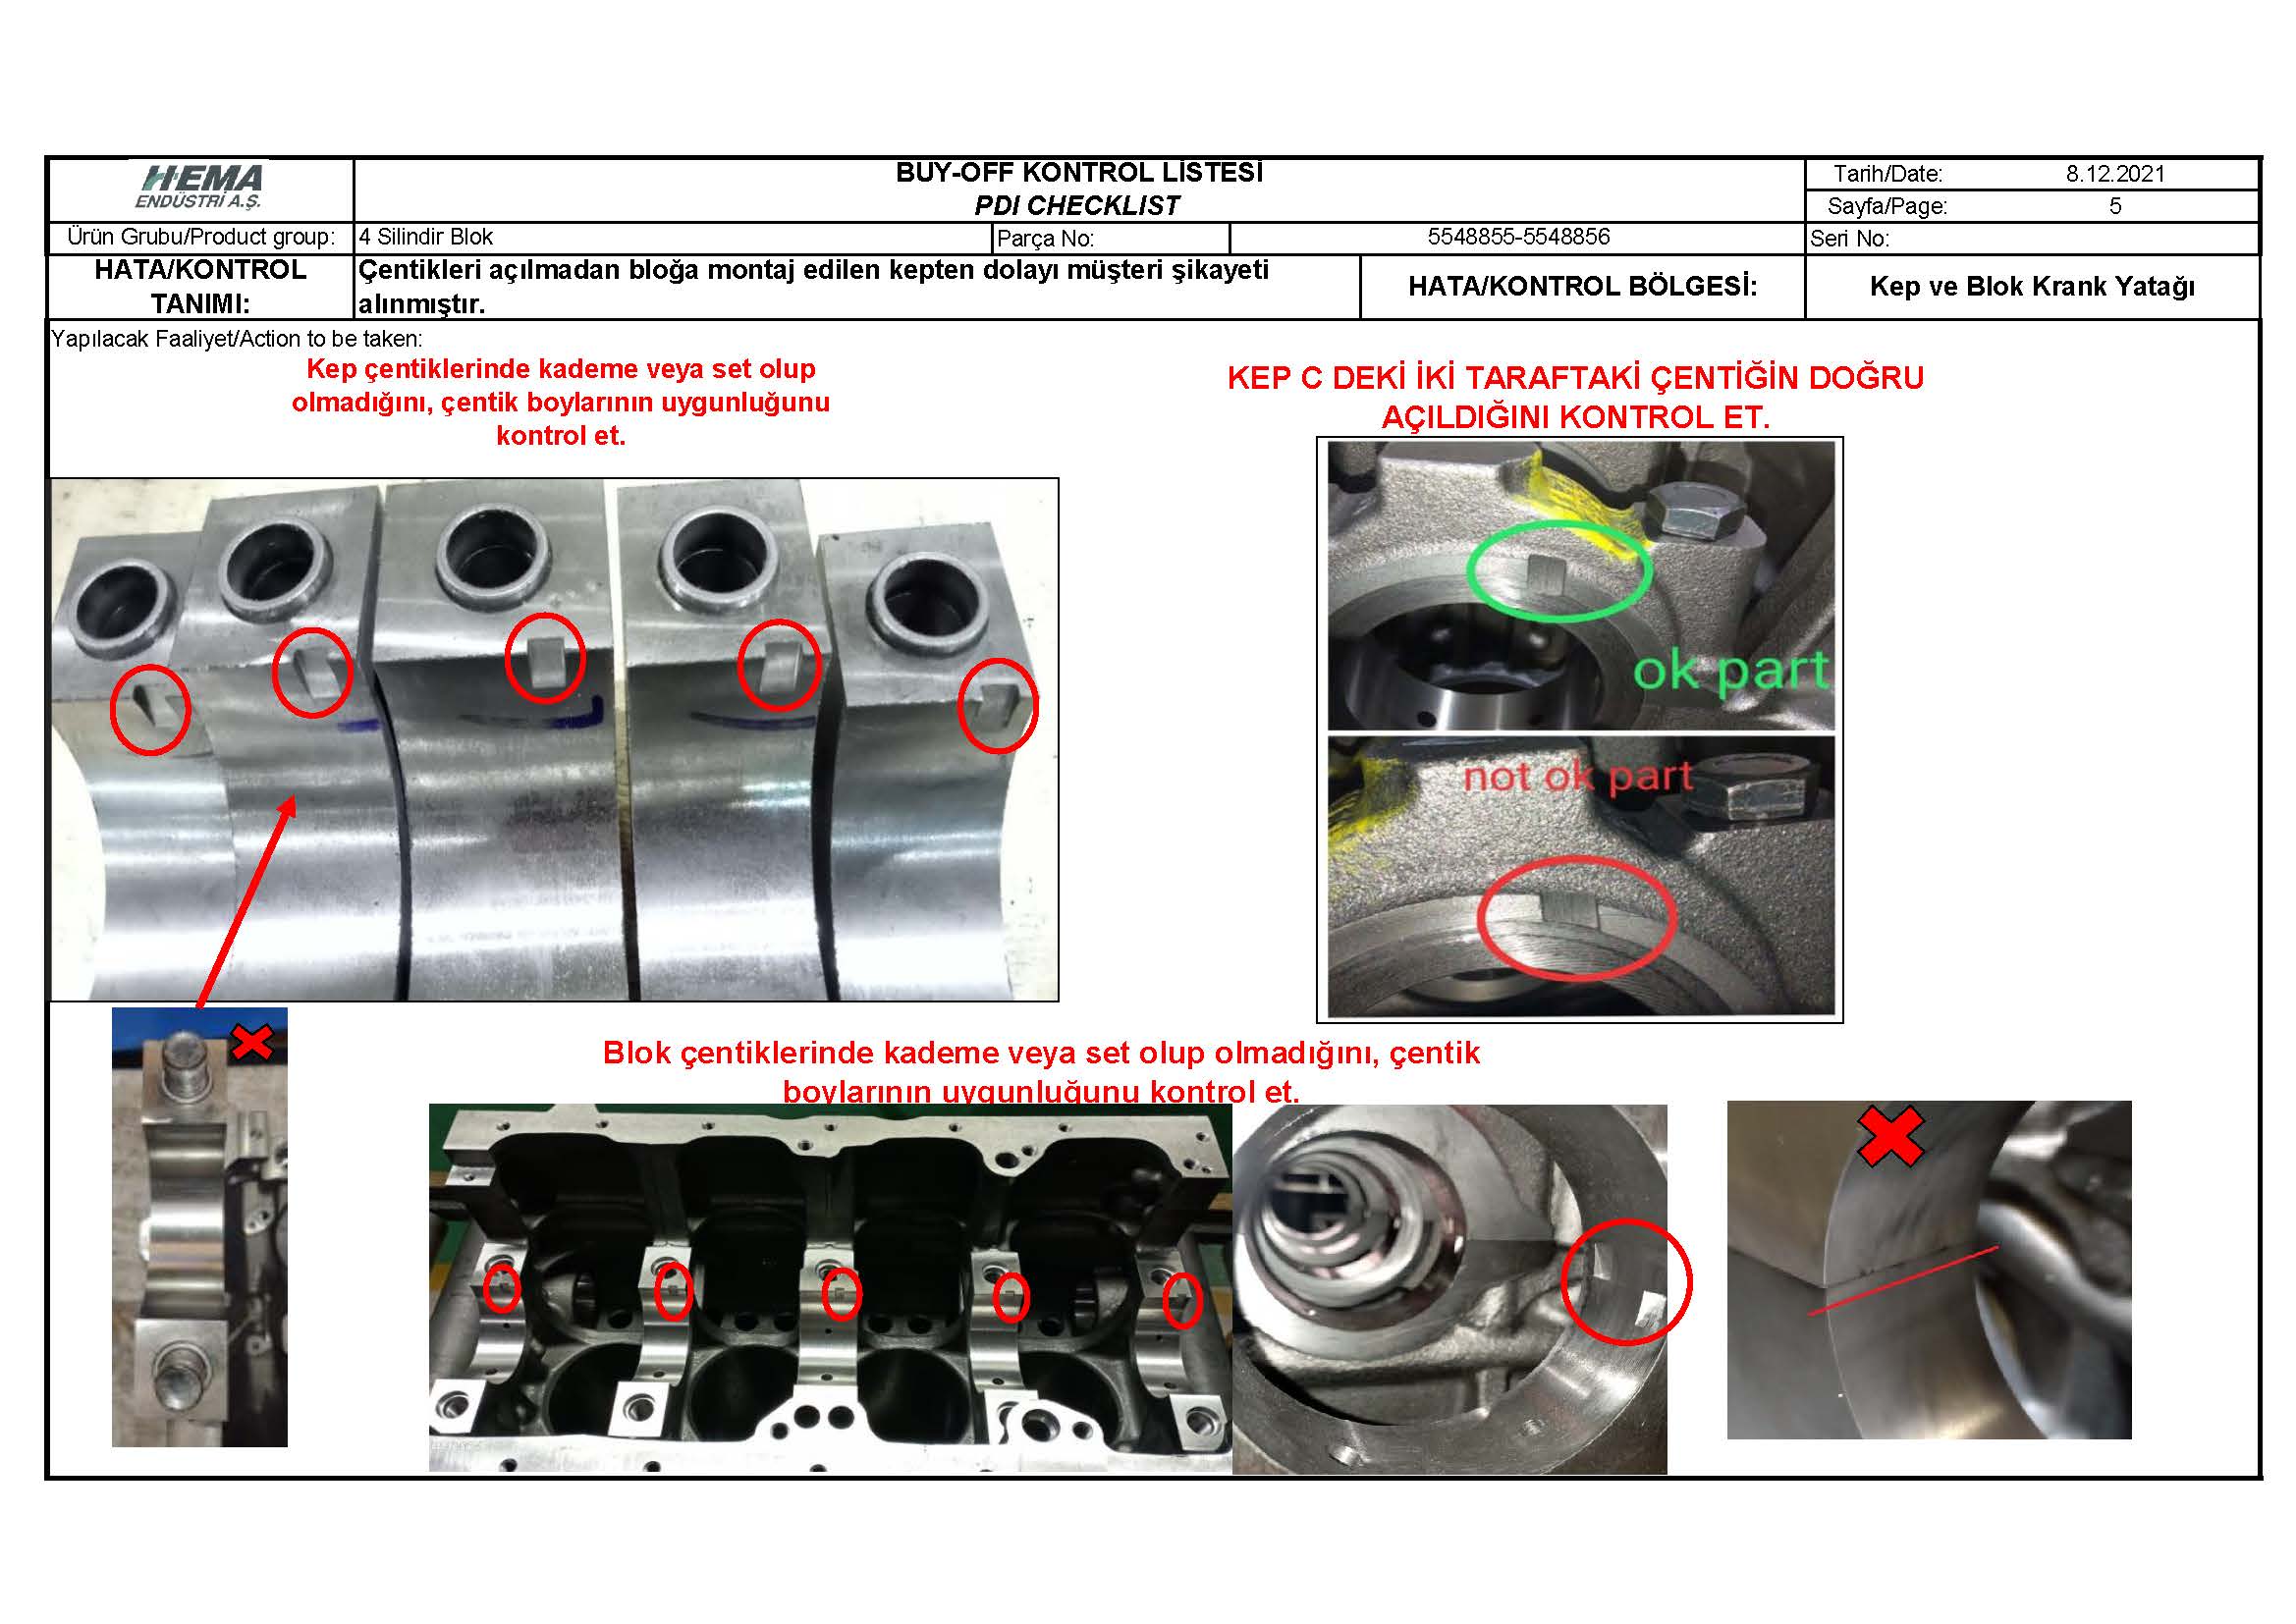 HEMA
ENDÜSTRİ A.Ş.
BUY-OFF KONTROL LİSTESİ
PDI CHECKLIST
Tarih/Date: 8.12.2021
Sayfa/Page: 5
Ürün Grubu/Product group: 4 Silindir Blok Parça No: 5548855-5548856 Seri No:
HATA/KONTROL
TANIMI:
Çentikleri açılmadan bloğa montaj edilen kepten dolayı müşteri şikayeti
alınmıştır.
HATA/KONTROL BÖLGESİ: Kep ve Blok Krank Yatağı
Yapılacak Faaliyet/Action to be taken:
Kep çentiklerinde kademe veya set olup
olmadığını, çentik boylarının uygunluğunu
kontrol et.
KEP C DEKİ İKİ TARAFTAKİ ÇENTİĞİN DOĞRU
AÇILDIĞINI KONTROL ET.
ok part
not ok part
Blok çentiklerinde kademe veya set olup olmadığını, çentik
boylarının uygunluğunu kontrol et.